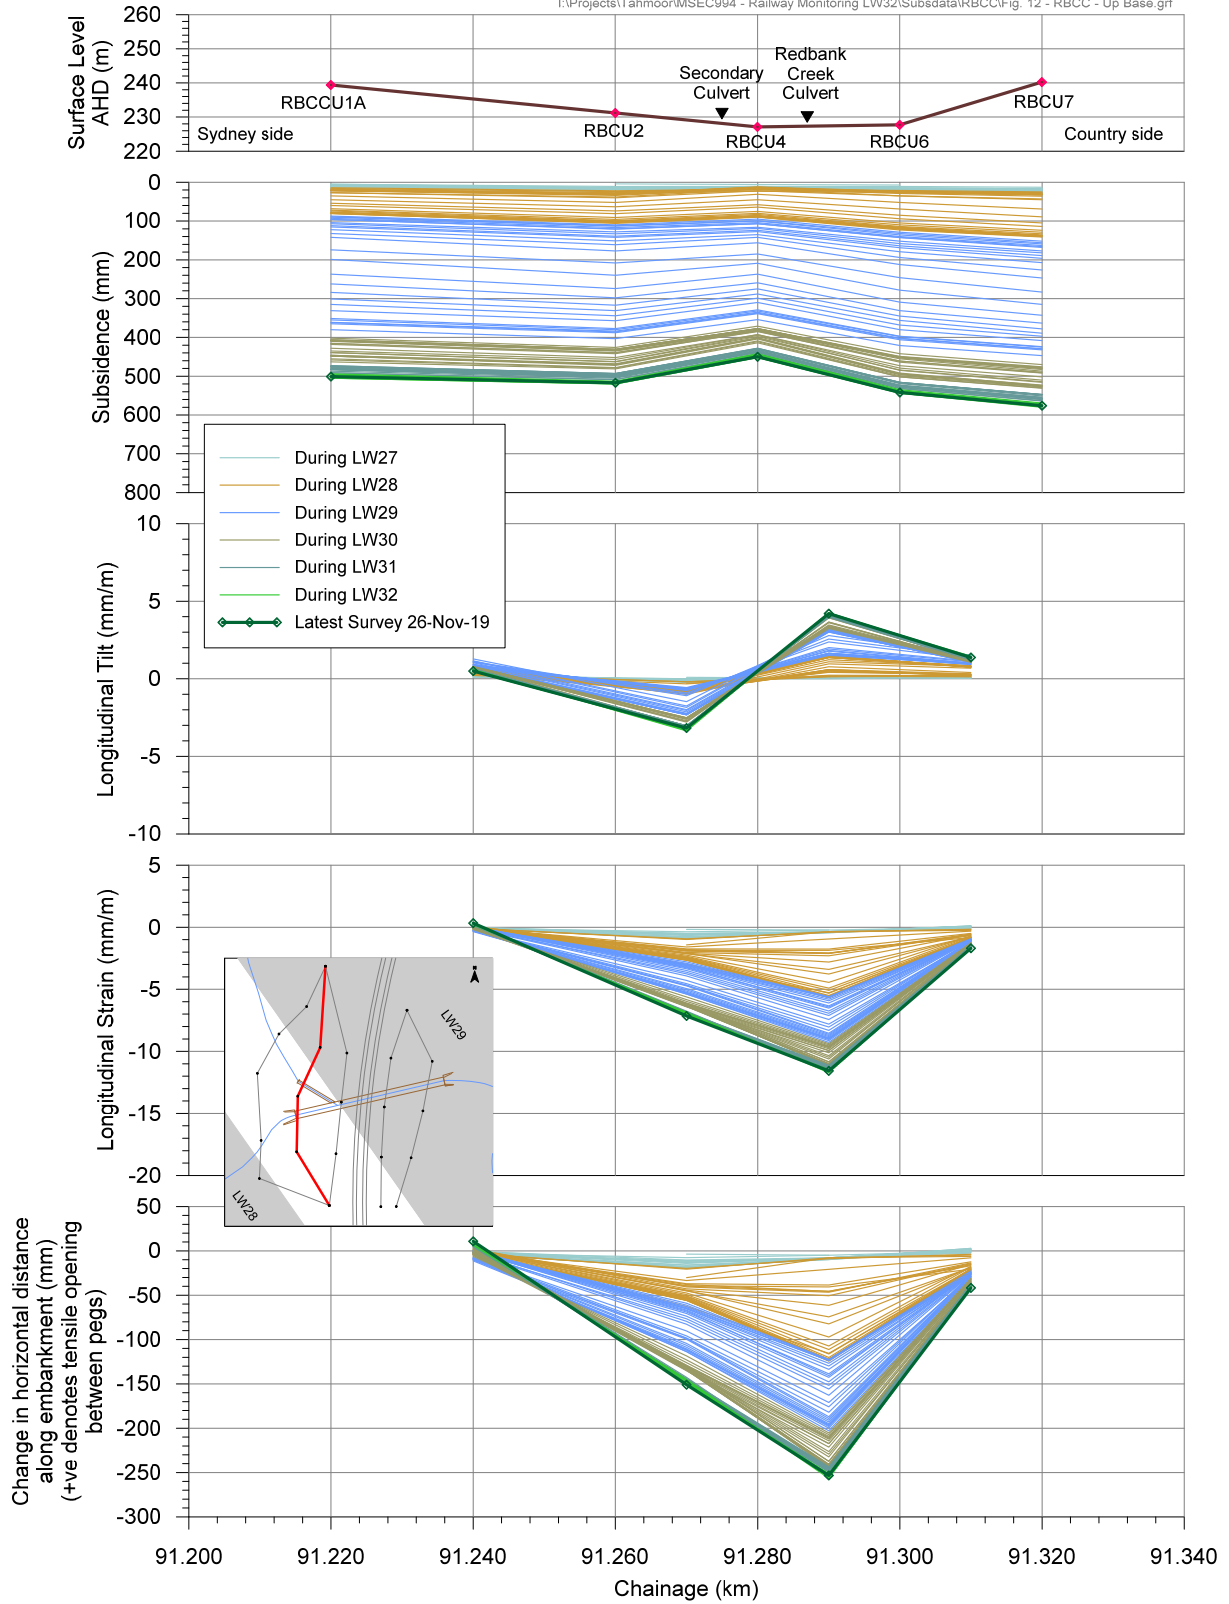 I:\Projects\Tahmoor\MSEC994 - Railway Monitoring LW32\Subsdata\RBCC\Fig. 12 - RBCC - Up Base.grf
Surface Level
AHD (m)
260
250
240
230
220
RBCCU1A
RBCU2
Secondary
Culvert
RBCU4
Redbank
Creek
Culvert
RBCU6
RBCU7
Sydney side
Country side
Subsidence (mm)
0
100
200
300
400
500
600
700
800
During LW27
During LW28
During LW29
During LW30
During LW31
During LW32
Latest Survey 26-Nov-19
Longitudinal Tilt (mm/m)
10
5
0
-5
-10
Longitudinal Strain (mm/m)
5
0
-5
-10
-15
-20
LW29
LW28
Change in horizontal distance
along embankment (mm)
(+ve denotes tensile opening
between pegs)
50
0
-50
-100
-150
-200
-250
-300
91.200
91.220
91.240
91.260
91.280
91.300
91.320
91.340
Chainage (km)